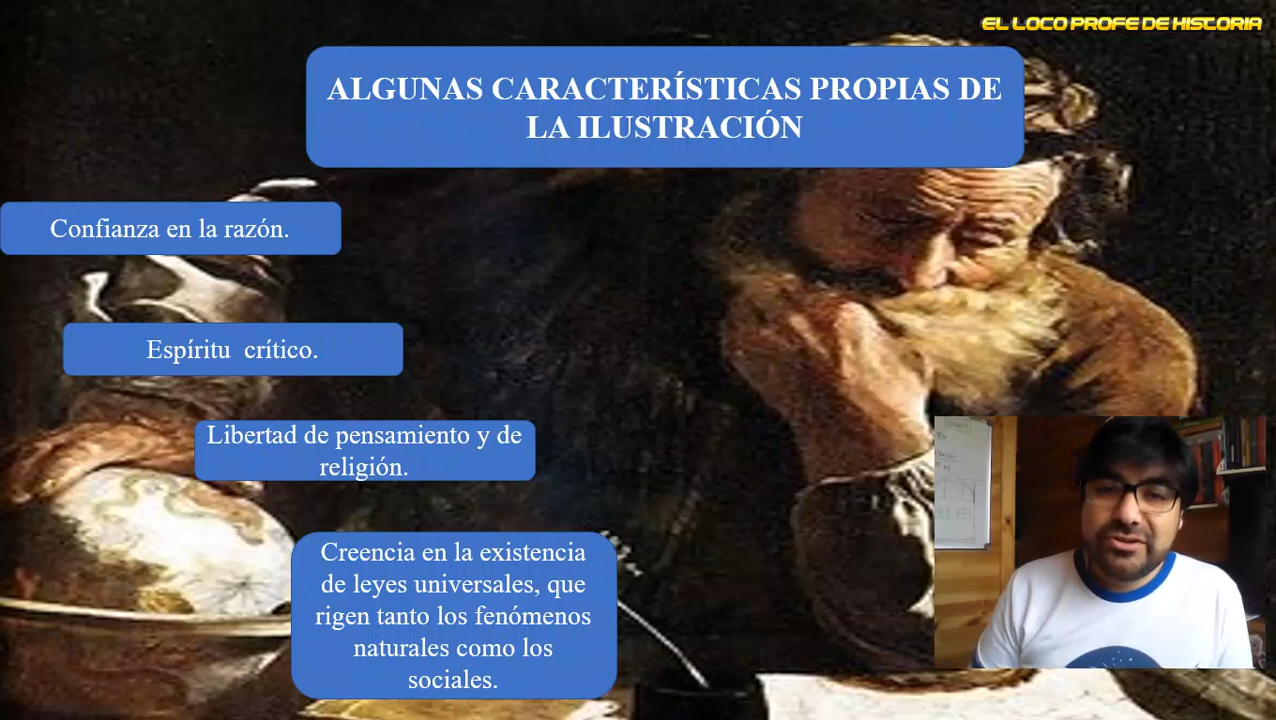 EL LOCO PROFE DE HISTORIA
ALGUNAS CARACTERÍSTICAS PROPIAS DE
LA ILUSTRACIÓN
Confianza en la razón.
Espíritu  crítico.
Libertad de pensamiento y de
religión.
Creencia en la existencia
de leyes universales, que
rigen tanto los fenómenos
naturales como los
sociales.